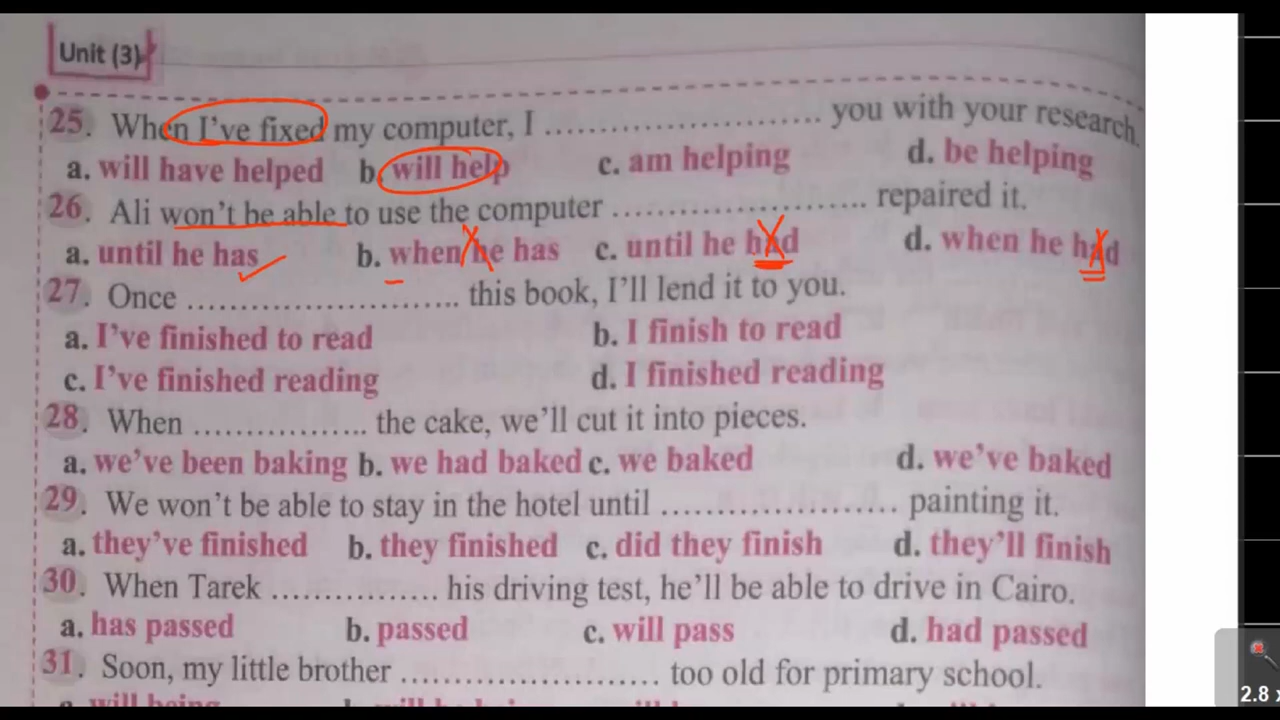 Unit (3)
25. When I've fixed my computer, I ........................ you with your research.
a. will have helped b. will help c. am helping d. be helping
26. Ali won't be able to use the computer ........................ repaired it.
a. until he has b. when he has c. until he had d. when he had
27. Once ........................ this book, I'll lend it to you.
a. I've finished to read b. I finish to read
c. I've finished reading d. I finished reading
28. When ................ the cake, we'll cut it into pieces.
a. we've been baking b. we had baked c. we baked d. we've baked
29. We won't be able to stay in the hotel until ...................... painting it.
a. they've finished b. they finished c. did they finish d. they'll finish
30. When Tarek ............... his driving test, he'll be able to drive in Cairo.
a. has passed b. passed c. will pass d. had passed
31. Soon, my little brother ........................ too old for primary school.
2.8